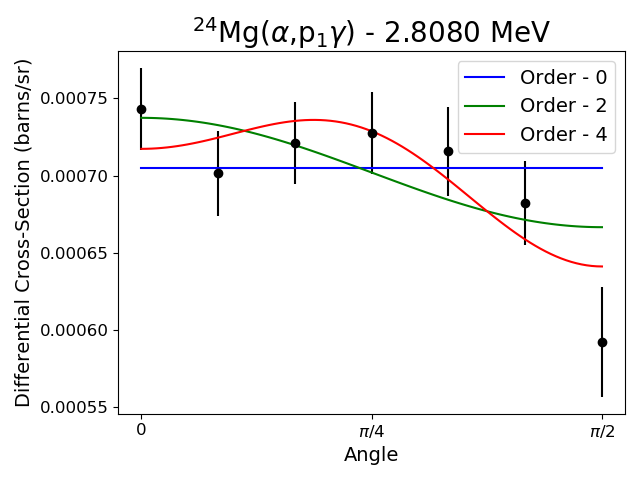 ²⁴Mg(α,p₁γ) - 2.8080 MeV
Order - 0
Order - 2
Order - 4
Differential Cross-Section (barns/sr)
0.00075
0.00070
0.00065
0.00060
0.00055
0
π/4
π/2
Angle